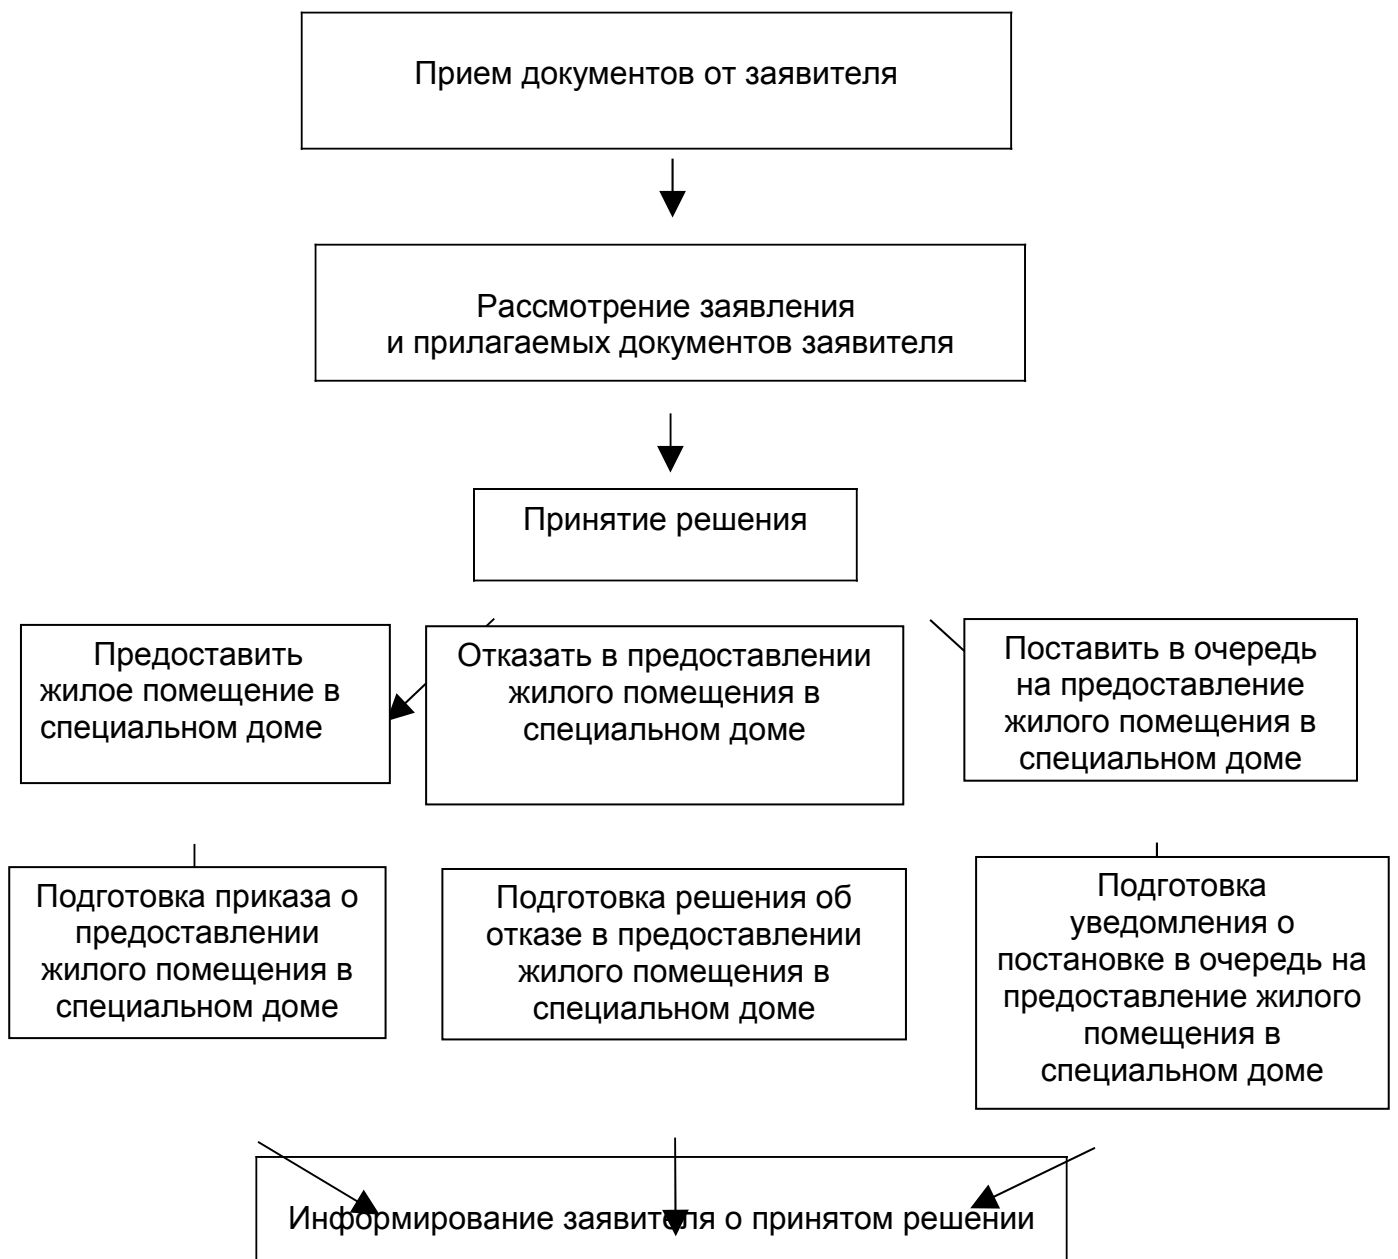 Прием документов от заявителя
Рассмотрение заявления
и прилагаемых документов заявителя
Принятие решения
Предоставить
жилое помещение в
специальном доме
Отказать в предоставлении
жилого помещения в
специальном доме
Поставить в очередь
на предоставление
жилого помещения в
специальном доме
Подготовка приказа о
предоставлении
жилого помещения в
специальном доме
Подготовка решения об
отказе в предоставлении
жилого помещения в
специальном доме
Подготовка
уведомления о
постановке в очередь на
предоставление жилого
помещения в
специальном доме
Информирование заявителя о принятом решении